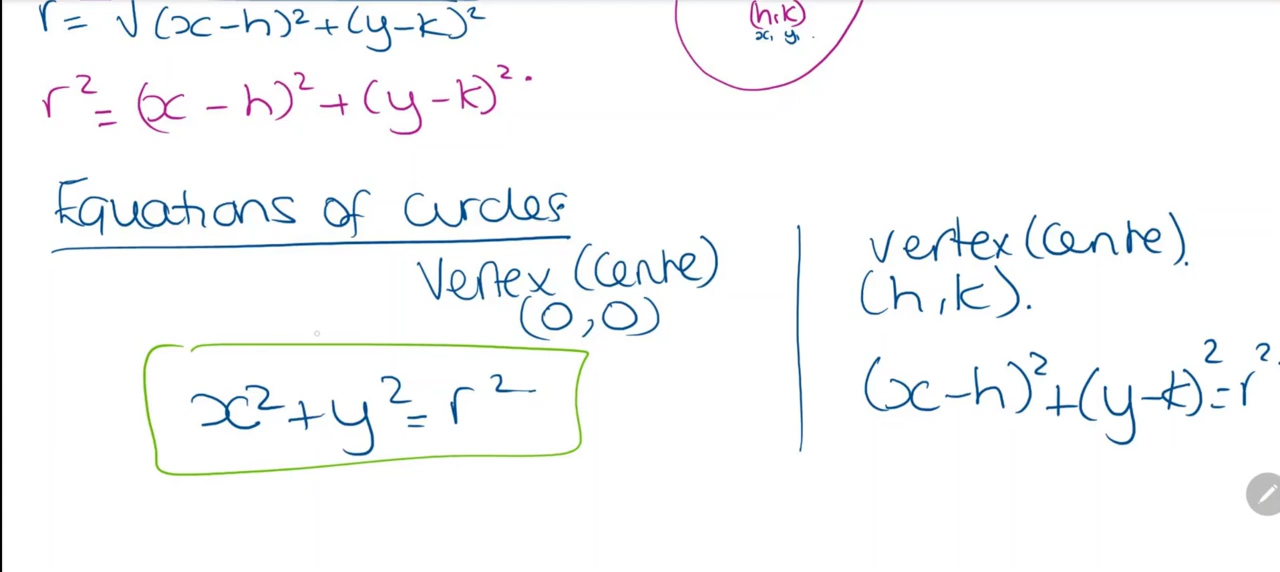 r = √(x-h)²+(y-k)²
(h,k)
x, y,
r² = (x-h)²+(y-k)².
Equations of circles
Vertex (Centre)
(0,0)
x²+y²=r²
vertex (Centre).
(h,k).
(x-h)²+(y-k)²=r².